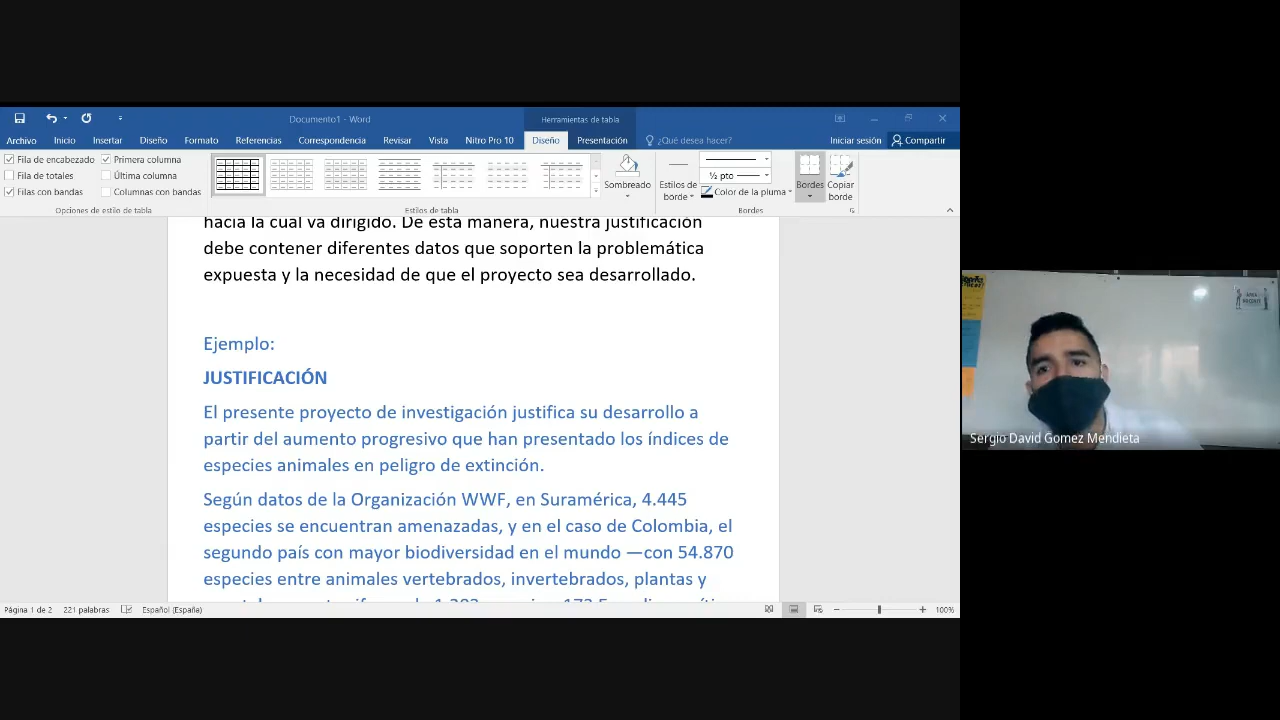 Documento1 - Word
Herramientas de tabla
Archivo Inicio Insertar Diseño Formato Referencias Correspondencia Revisar Vista Nitro Pro 10 Diseño Presentación ¿Qué desea hacer? Iniciar sesión Compartir
Fila de encabezado Primera columna
Fila de totales Última columna
Filas con bandas Columnas con bandas
Opciones de estilo de tabla
Estilos de tabla
Sombreado
Estilos de borde
½ pto
Color de la pluma
Bordes
Copiar borde
Bordes
hacia la cual va dirigido. De esta manera, nuestra justificación
debe contener diferentes datos que soporten la problemática
expuesta y la necesidad de que el proyecto sea desarrollado.
Ejemplo:
JUSTIFICACIÓN
El presente proyecto de investigación justifica su desarrollo a
partir del aumento progresivo que han presentado los índices de
especies animales en peligro de extinción.
Según datos de la Organización WWF, en Suramérica, 4.445
especies se encuentran amenazadas, y en el caso de Colombia, el
segundo país con mayor biodiversidad en el mundo —con 54.870
especies entre animales vertebrados, invertebrados, plantas y
Página 1 de 2 221 palabras Español (España) 100%
Sergio David Gomez Mendieta